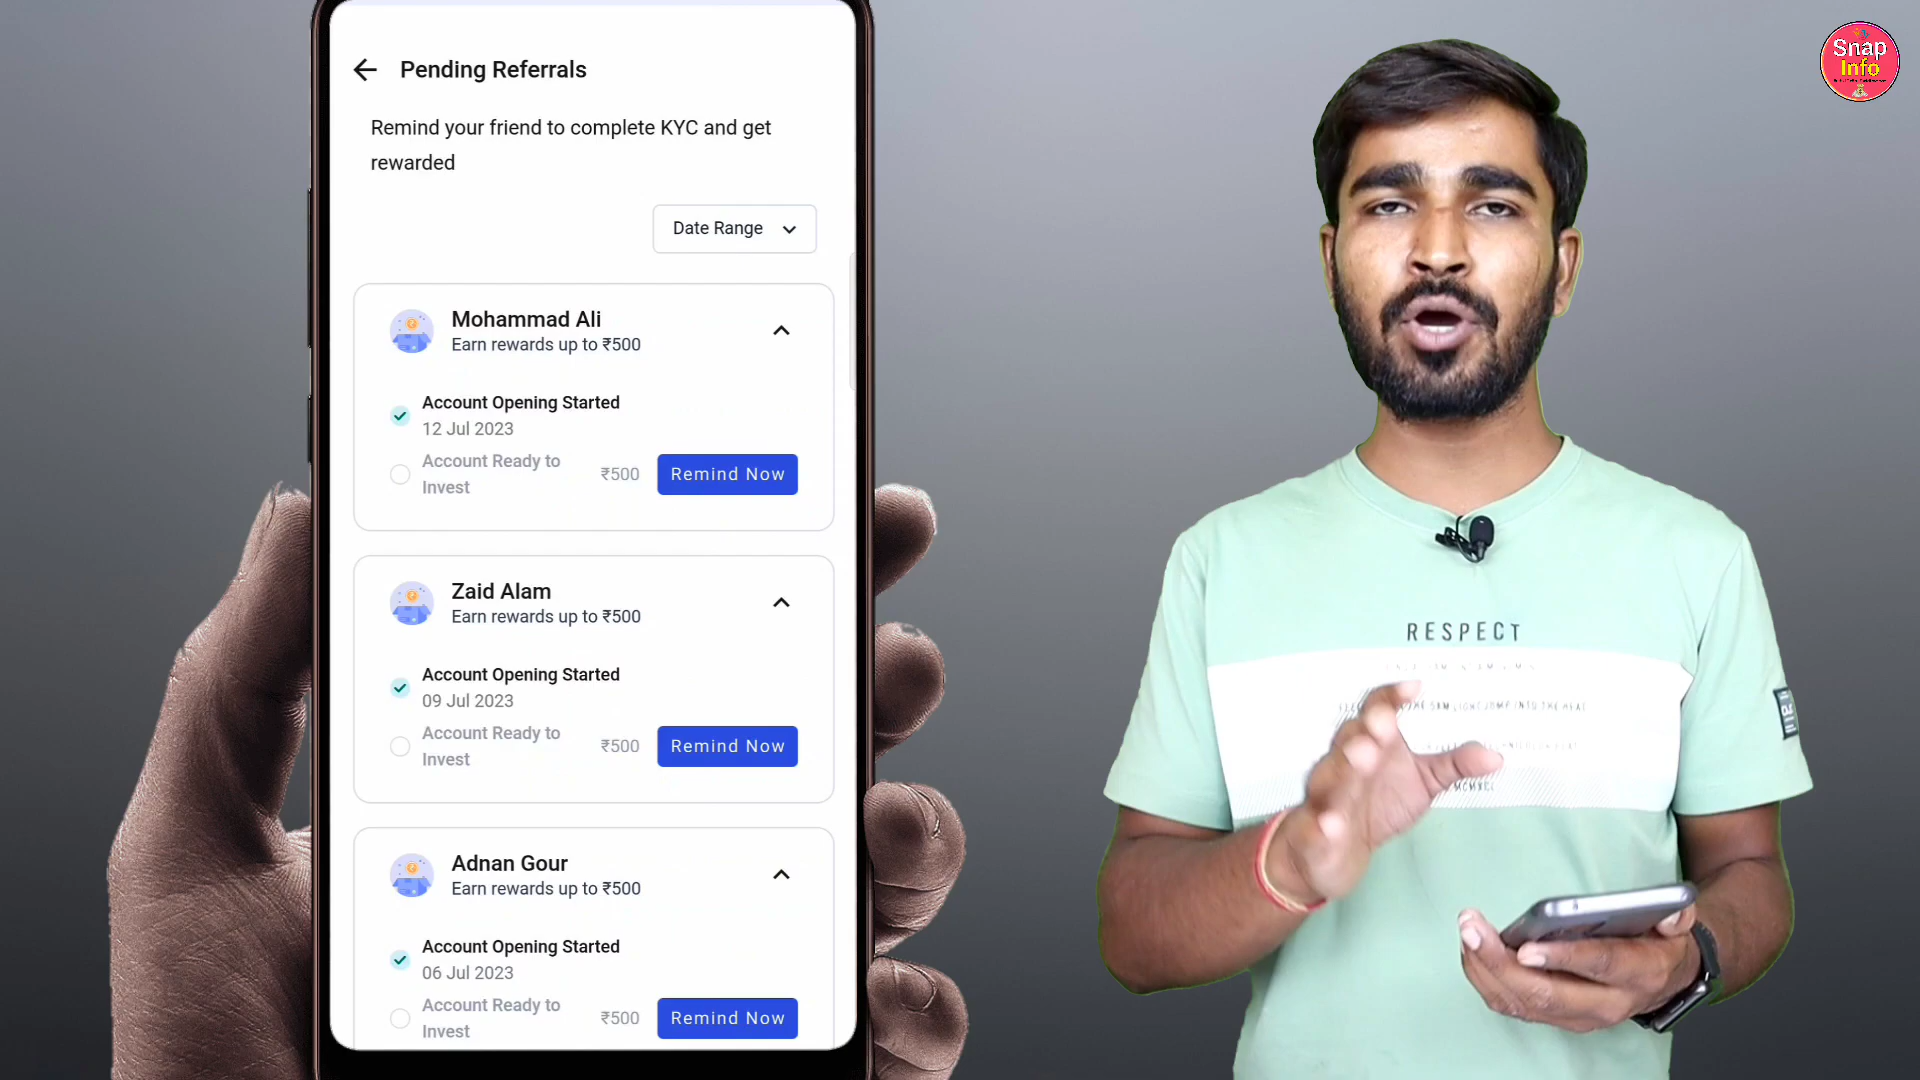 Pending Referrals
Remind your friend to complete KYC and get
rewarded
Date Range
Mohammad Ali
Earn rewards up to ₹500
Account Opening Started
12 Jul 2023
Account Ready to
Invest
₹500
Remind Now
Zaid Alam
Earn rewards up to ₹500
Account Opening Started
09 Jul 2023
Account Ready to
Invest
₹500
Remind Now
Adnan Gour
Earn rewards up to ₹500
Account Opening Started
06 Jul 2023
Account Ready to
Invest
₹500
Remind Now
Snap
Info
RESPECT